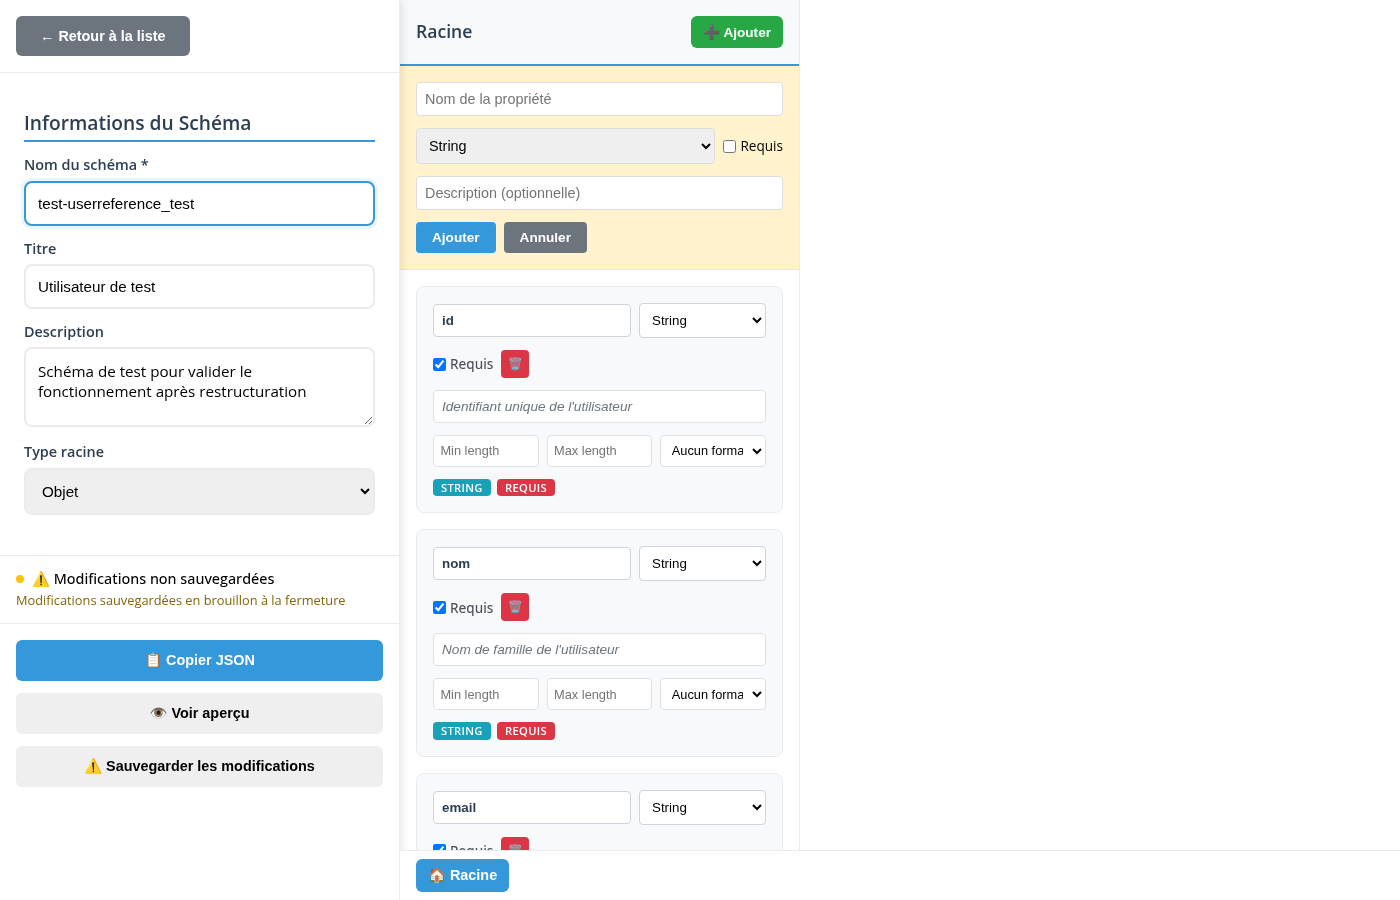 ← Retour à la liste
Informations du Schéma
Nom du schéma *
test-userreference_test
Titre
Utilisateur de test
Description
Schéma de test pour valider le
fonctionnement après restructuration
Type racine
Objet
⚠️ Modifications non sauvegardées
Modifications sauvegardées en brouillon à la fermeture
📋 Copier JSON
👁️ Voir aperçu
⚠️ Sauvegarder les modifications
Racine
➕ Ajouter
Nom de la propriété
String
Requis
Description (optionnelle)
Ajouter
Annuler
id
String
Requis
Identifiant unique de l'utilisateur
Min length
Max length
Aucun forma
STRING
REQUIS
nom
String
Requis
Nom de famille de l'utilisateur
Min length
Max length
Aucun forma
STRING
REQUIS
email
String
Requis
🏠 Racine